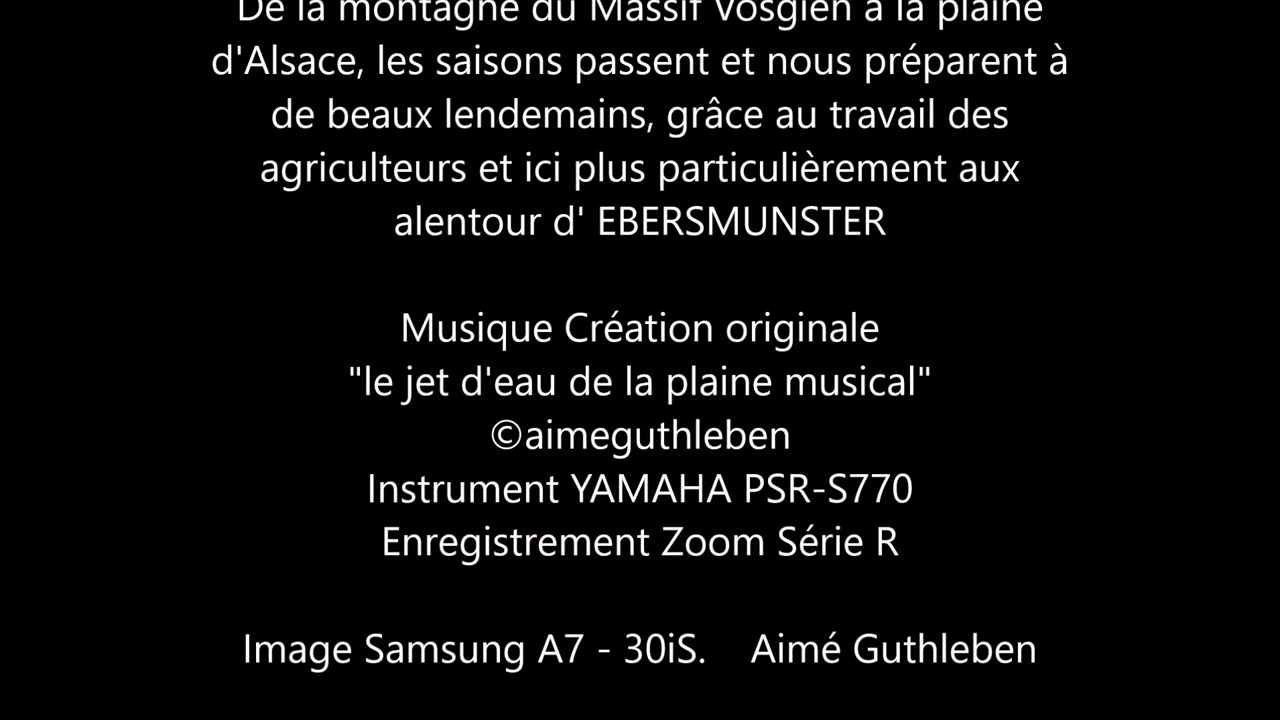 De la montagne du Massif Vosgien à la plaine
d'Alsace, les saisons passent et nous préparent à
de beaux lendemains, grâce au travail des
agriculteurs et ici plus particulièrement aux
alentour d' EBERSMUNSTER
Musique Création originale
"le jet d'eau de la plaine musical"
©aimeguthleben
Instrument YAMAHA PSR-S770
Enregistrement Zoom Série R
Image Samsung A7 - 30iS. Aimé Guthleben